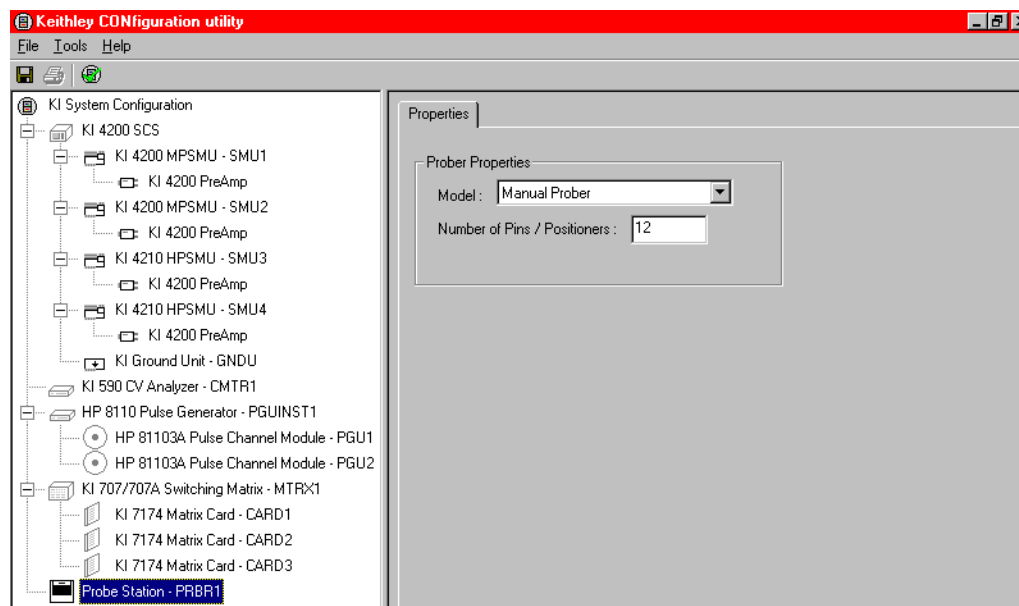 Keithley CONfiguration utility
File Tools Help
KI System Configuration
KI 4200 SCS
KI 4200 MPSMU - SMU1
KI 4200 PreAmp
KI 4200 MPSMU - SMU2
KI 4200 PreAmp
KI 4210 HPSMU - SMU3
KI 4200 PreAmp
KI 4210 HPSMU - SMU4
KI 4200 PreAmp
KI Ground Unit - GNDU
KI 590 CV Analyzer - CMTR1
HP 8110 Pulse Generator - PGUINST1
HP 81103A Pulse Channel Module - PGU1
HP 81103A Pulse Channel Module - PGU2
KI 707/707A Switching Matrix - MTRX1
KI 7174 Matrix Card - CARD1
KI 7174 Matrix Card - CARD2
KI 7174 Matrix Card - CARD3
Probe Station - PRBR1
Properties
Prober Properties
Model : Manual Prober
Number of Pins / Positioners : 12